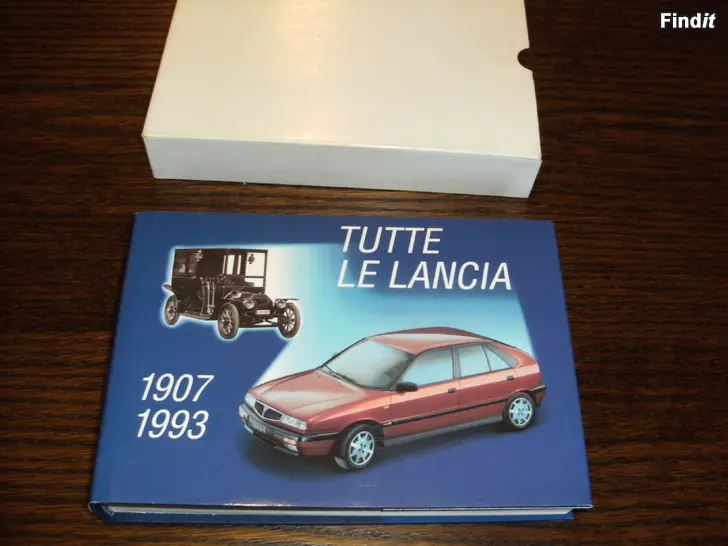 Findit
TUTTE
LE LANCIA
1907
1993